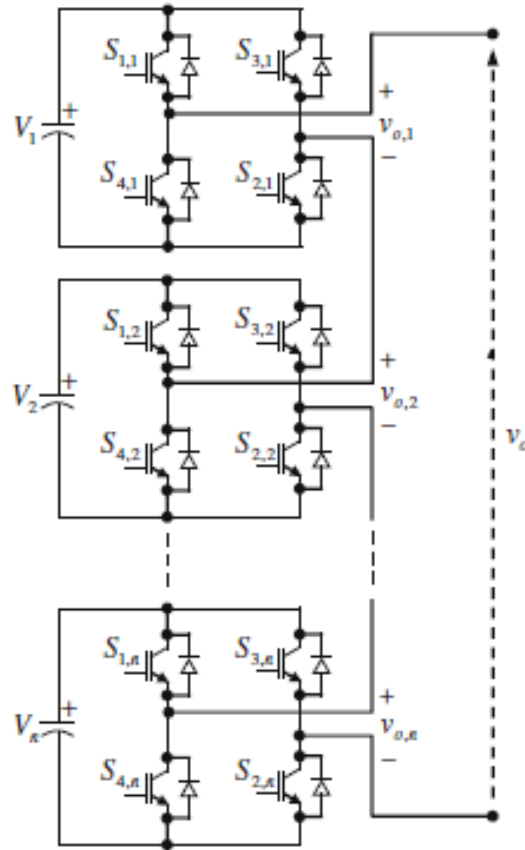 S1,1
S3,1
+
+
V1
vo,1
−
S4,1
S2,1
S1,2
S3,2
+
+
V2
vo,2
−
S4,2
S2,2
vo
S1,n
S3,n
+
+
Vn
vo,n
−
S4,n
S2,n